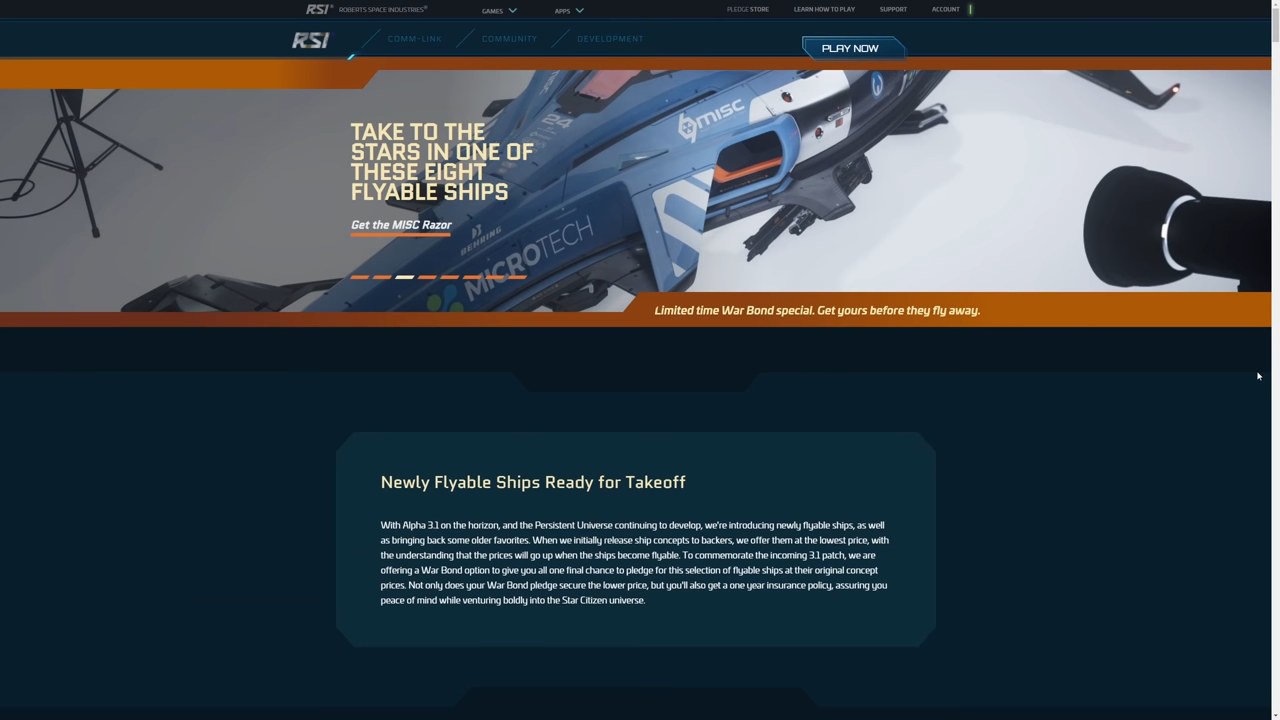 RSI ROBERTS SPACE INDUSTRIES®
GAMES
APPS
PLEDGE STORE
LEARN HOW TO PLAY
SUPPORT
ACCOUNT
RSI
COMM-LINK
COMMUNITY
DEVELOPMENT
PLAY NOW
TAKE TO THE
STARS IN ONE OF
THESE EIGHT
FLYABLE SHIPS
Get the MISC Razor
MISC
BEHRING
MICROTECH
Limited time War Bond special. Get yours before they fly away.
Newly Flyable Ships Ready for Takeoff
With Alpha 3.1 on the horizon, and the Persistent Universe continuing to develop, we're introducing newly flyable ships, as well
as bringing back some older favorites. When we initially release ship concepts to backers, we offer them at the lowest price, with
the understanding that the prices will go up when the ships become flyable. To commemorate the incoming 3.1 patch, we are
offering a War Bond option to give you all one final chance to pledge for this selection of flyable ships at their original concept
prices. Not only does your War Bond pledge secure the lower price, but you'll also get a one year insurance policy, assuring you
peace of mind while venturing boldly into the Star Citizen universe.